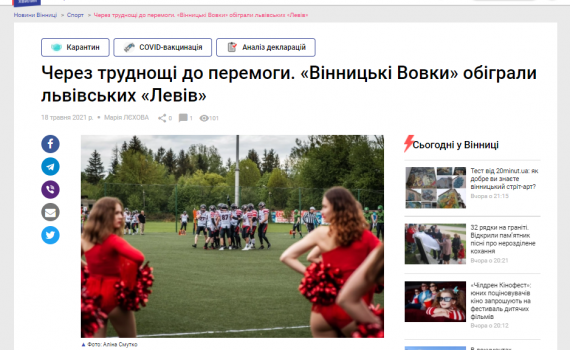 Новини Вінниці > Спорт > Через труднощі до перемоги. «Вінницькі Вовки» обіграли львівських «Левів»
Карантин
COVID-вакцинація
Аналіз декларацій
Через труднощі до перемоги. «Вінницькі Вовки» обіграли
львівських «Левів»
18 травня 2021 р. • Марія ЛЄХОВА
0
1
101
▲ Фото: Аліна Смутко
Сьогодні у Вінниці
Тест від 20minut.ua: як
добре ви знаєте
вінницький стріт-арт?
Вчора о 21:13
32 рядки на граніті.
Відкрили пам'ятник
пісні про нерозділене
кохання
Вчора о 20:21
«Чілдрен Кінофест»:
юних поціновувачів
кіно запрошують на
фестиваль дитячих
фільмів
Вчора о 20:12